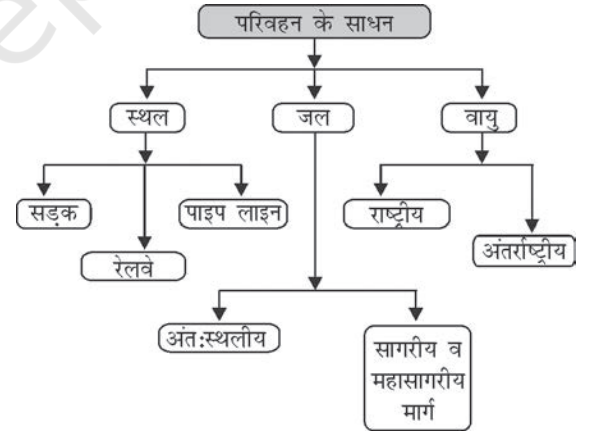 परिवहन के साधन
स्थल
जल
वायु
सड़क
पाइप लाइन
राष्ट्रीय
रेलवे
अंतर्राष्ट्रीय
अंत:स्थलीय
सागरीय व
महासागरीय
मार्ग